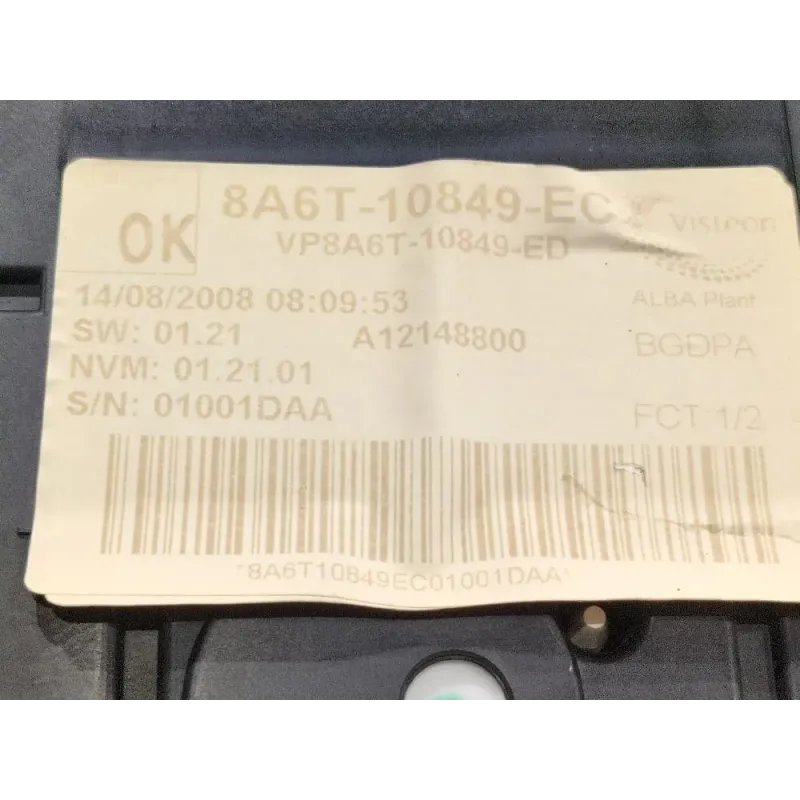 8A6T-10849-EC
Visteon
OK
VP8A6T-10849-ED
14/08/2008 08:09:53
ALBA Plant
SW: 01.21
A12148800
BGDPA
NVM: 01.21.01
S/N: 01001DAA
FCT 1/2
*8A6T10849EC01001DAA*